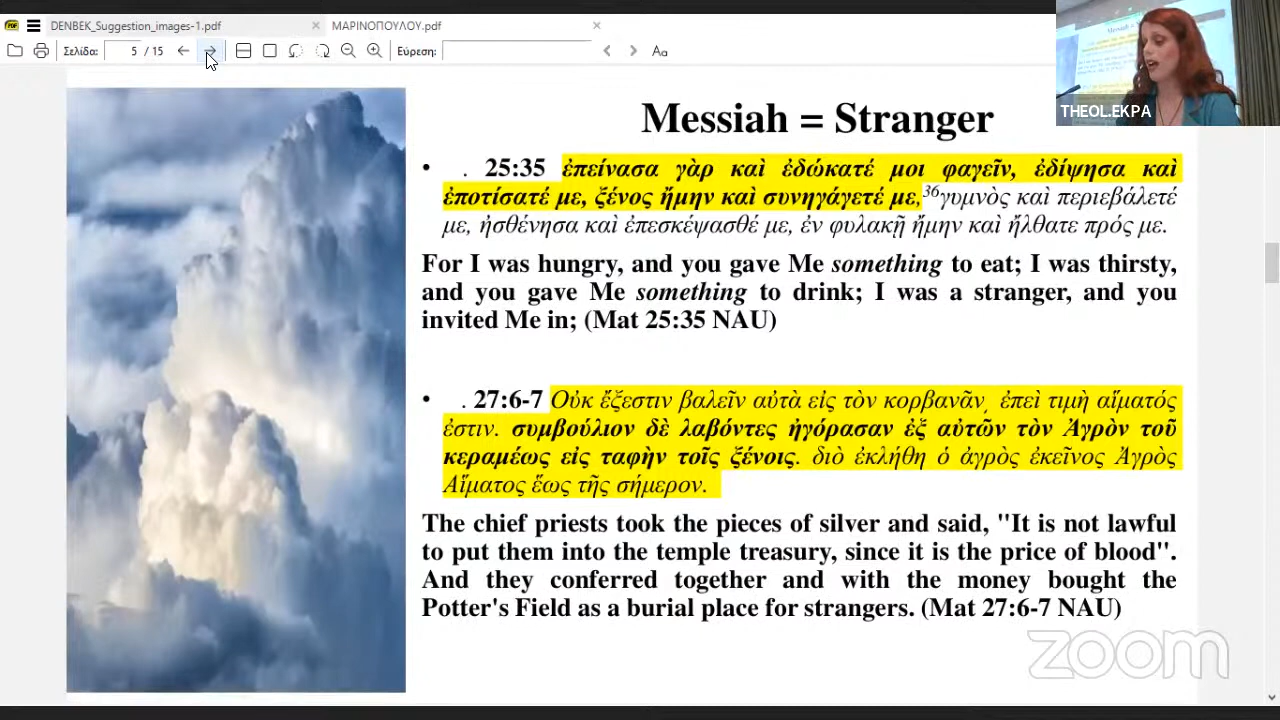 DENBEK_Suggestion_images-1.pdf
ΜΑΡΙΝΟΠΟΥΛΟΥ.pdf
Σελίδα: 5 / 15 Εύρεση: Aa
THEOL.EKPA
Messiah = Stranger
• . 25:35 ἐπείνασα γὰρ καὶ ἐδώκατέ μοι φαγεῖν, ἐδίψησα καὶ
ἐποτίσατέ με, ξένος ἤμην καὶ συνηγάγετέ με,³⁶γυμνὸς καὶ περιεβάλετέ
με, ἠσθένησα καὶ ἐπεσκέψασθέ με, ἐν φυλακῇ ἤμην καὶ ἤλθατε πρός με.
For I was hungry, and you gave Me something to eat; I was thirsty,
and you gave Me something to drink; I was a stranger, and you
invited Me in; (Mat 25:35 NAU)
• . 27:6-7 Οὐκ ἔξεστιν βαλεῖν αὐτὰ εἰς τὸν κορβανᾶν, ἐπεὶ τιμὴ αἵματός
ἐστιν. συμβούλιον δὲ λαβόντες ἠγόρασαν ἐξ αὐτῶν τὸν Ἀγρὸν τοῦ
κεραμέως εἰς ταφὴν τοῖς ξένοις. διὸ ἐκλήθη ὁ ἀγρὸς ἐκεῖνος Ἀγρὸς
Αἵματος ἕως τῆς σήμερον.
The chief priests took the pieces of silver and said, "It is not lawful
to put them into the temple treasury, since it is the price of blood".
And they conferred together and with the money bought the
Potter's Field as a burial place for strangers. (Mat 27:6-7 NAU)
zoom